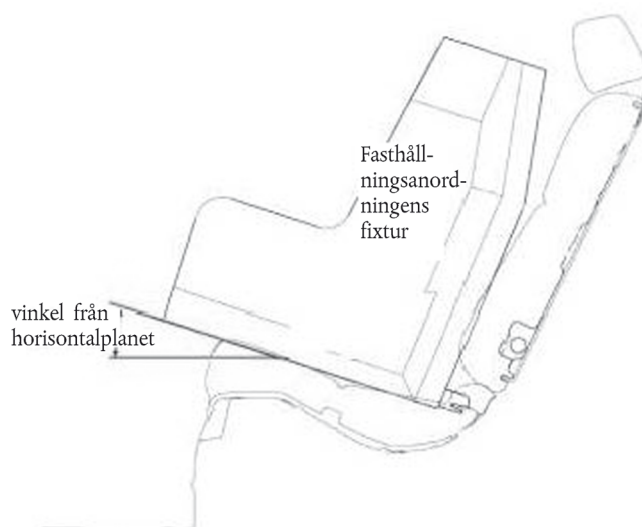 Fasthåll-
ningsanord-
ningens
fixtur
vinkel från
horisontalplanet